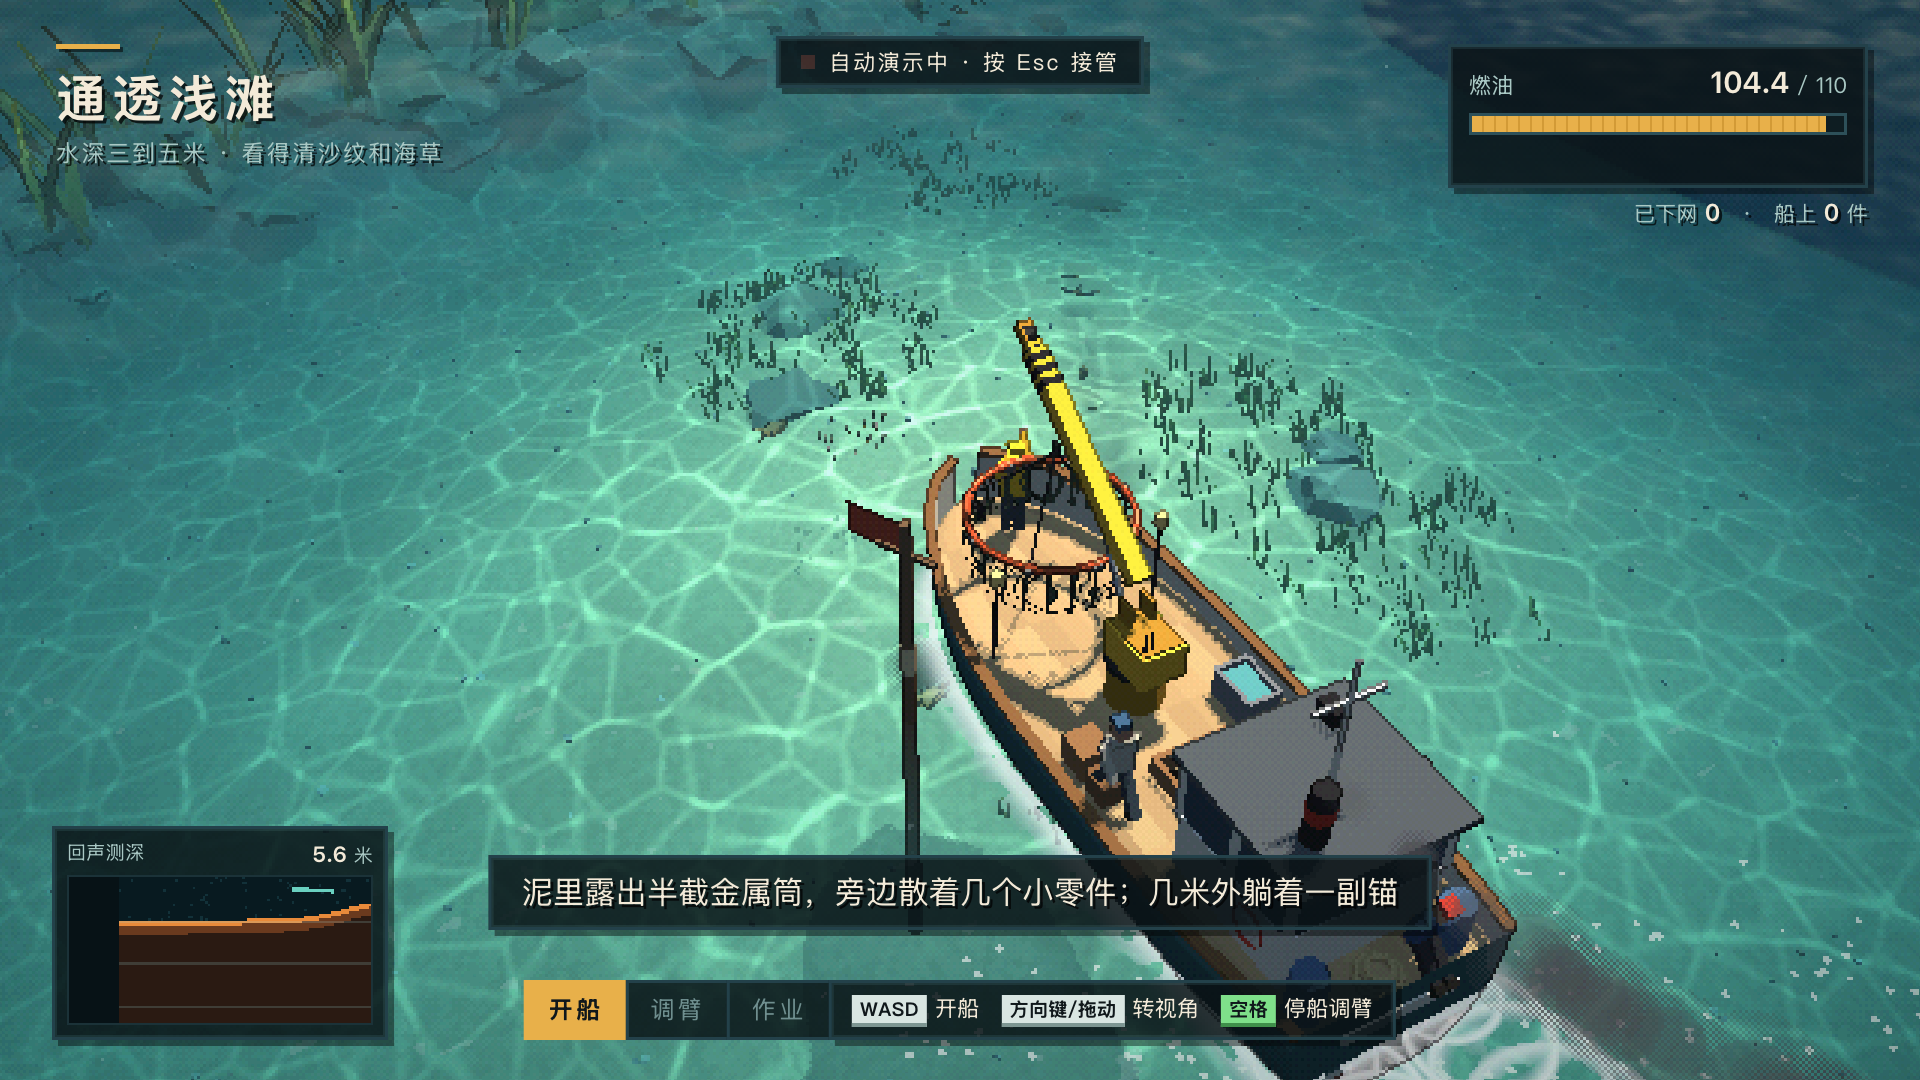 通透浅滩
水深三到五米 · 看得清沙纹和海草
自动演示中 · 按 Esc 接管
燃油 104.4 / 110
已下网 0 · 船上 0 件
回声测深 5.6 米
泥里露出半截金属筒，旁边散着几个小零件；几米外躺着一副锚
开船 调臂 作业 WASD 开船 方向键/拖动 转视角 空格 停船调臂